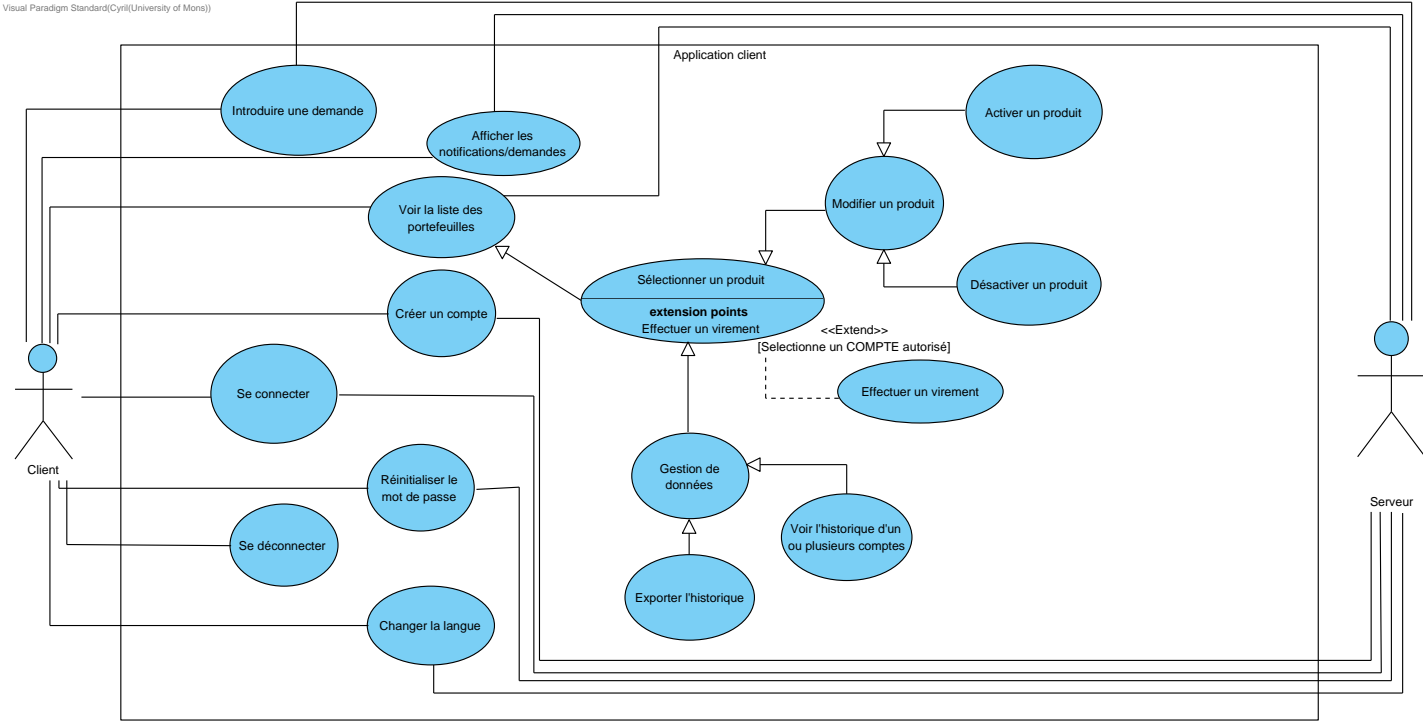 Visual Paradigm Standard(Cyril(University of Mons))
Application client
Introduire une demande
Afficher les
notifications/demandes
Activer un produit
Voir la liste des
portefeuilles
Modifier un produit
Sélectionner un produit
extension points
Effectuer un virement
Désactiver un produit
Créer un compte
<<Extend>>
[Selectionne un COMPTE autorisé]
Se connecter
Effectuer un virement
Client
Réinitialiser le
mot de passe
Gestion de
données
Serveur
Se déconnecter
Voir l'historique d'un
ou plusieurs comptes
Exporter l'historique
Changer la langue